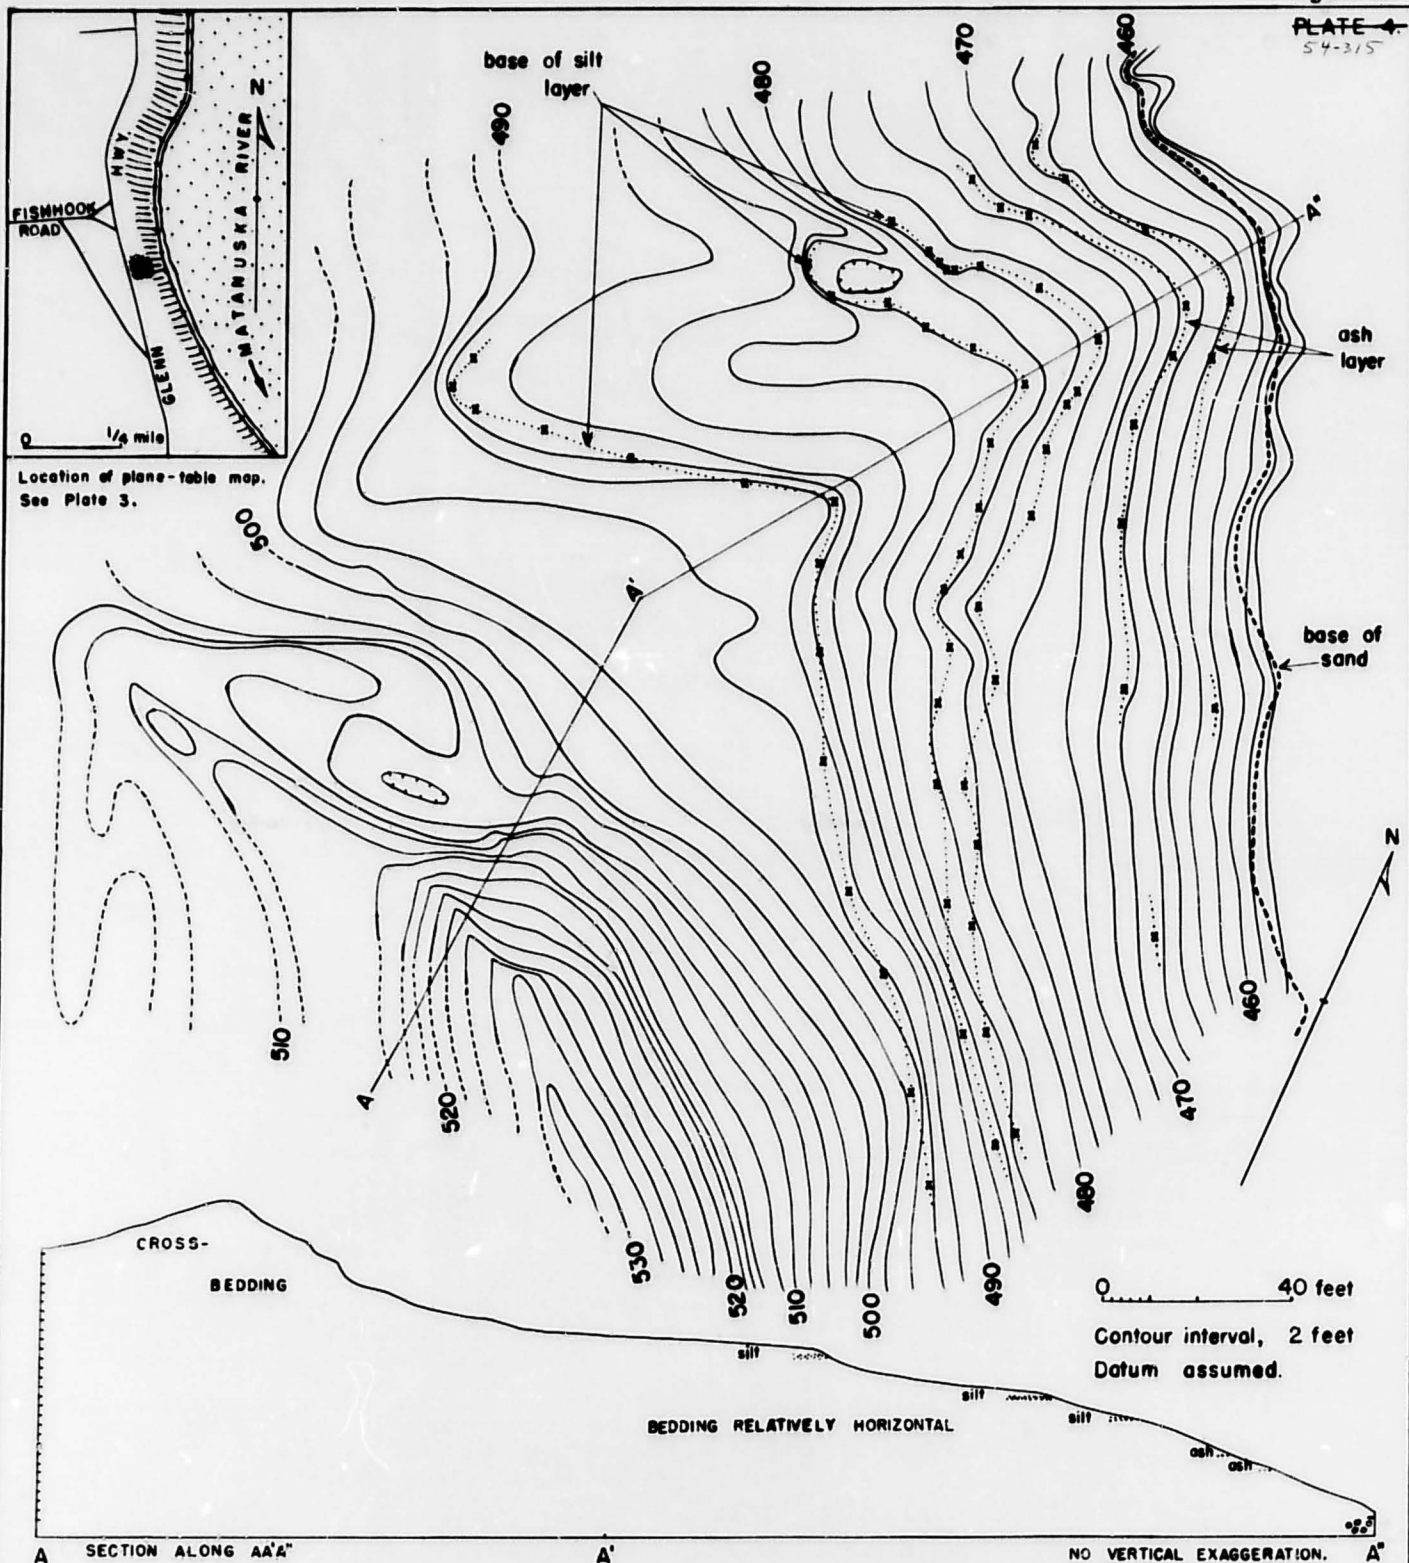 PLATE 4.
54-315
N
HWY.
MATANUSKA RIVER
FISHHOOK
ROAD
GLENN
0 1/4 mile
Location of plane-table map.
See Plate 3.
base of silt
layer
490
480
470
460
A"
ash
layer
500
A'
base of
sand
N
510
A
520
460
470
480
530
520
510
500
490
0 40 feet
Contour interval, 2 feet
Datum assumed.
CROSS-
BEDDING
silt
silt
silt
BEDDING RELATIVELY HORIZONTAL
ash
ash
A SECTION ALONG AA'A" A' NO VERTICAL EXAGGERATION. A"